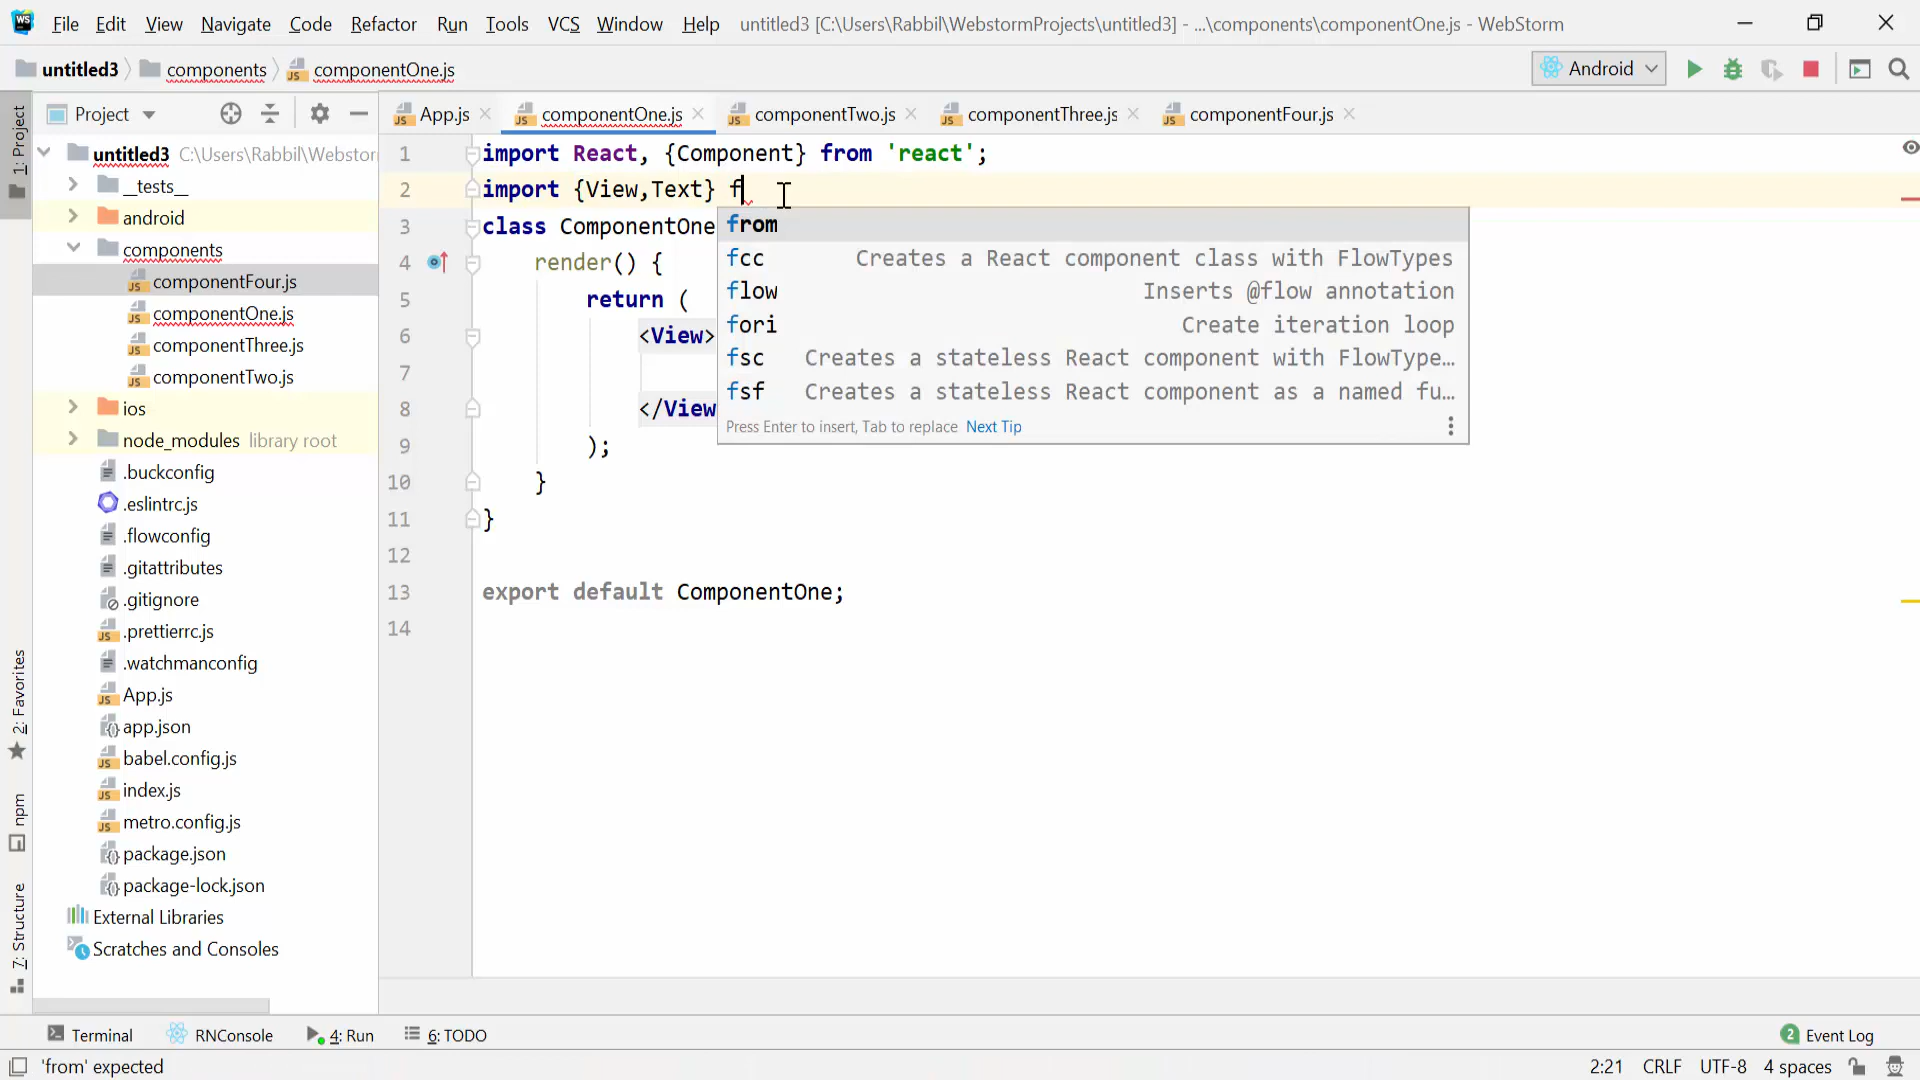 File Edit View Navigate Code Refactor Run Tools VCS Window Help untitled3 [C:\Users\Rabbil\WebstormProjects\untitled3] - ...\components\componentOne.js - WebStorm
untitled3 components componentOne.js Android
1: Project
Project
App.js componentOne.js componentTwo.js componentThree.js componentFour.js
untitled3 C:\Users\Rabbil\Webstor
__tests__
android
components
componentFour.js
componentOne.js
componentThree.js
componentTwo.js
ios
node_modules library root
.buckconfig
.eslintrc.js
.flowconfig
.gitattributes
.gitignore
.prettierrc.js
.watchmanconfig
App.js
app.json
babel.config.js
index.js
metro.config.js
package.json
package-lock.json
External Libraries
Scratches and Consoles
2: Favorites
npm
7: Structure
1 import React, {Component} from 'react';
2 import {View,Text} f
3 class ComponentOne
4 render() {
5 return (
6 <View>
7
8 </View
9 );
10 }
11 }
12
13 export default ComponentOne;
14
from
fcc Creates a React component class with FlowTypes
flow Inserts @flow annotation
fori Create iteration loop
fsc Creates a stateless React component with FlowType…
fsf Creates a stateless React component as a named fu…
Press Enter to insert, Tab to replace Next Tip
Terminal RNConsole 4: Run 6: TODO 2 Event Log
'from' expected 2:21 CRLF UTF-8 4 spaces